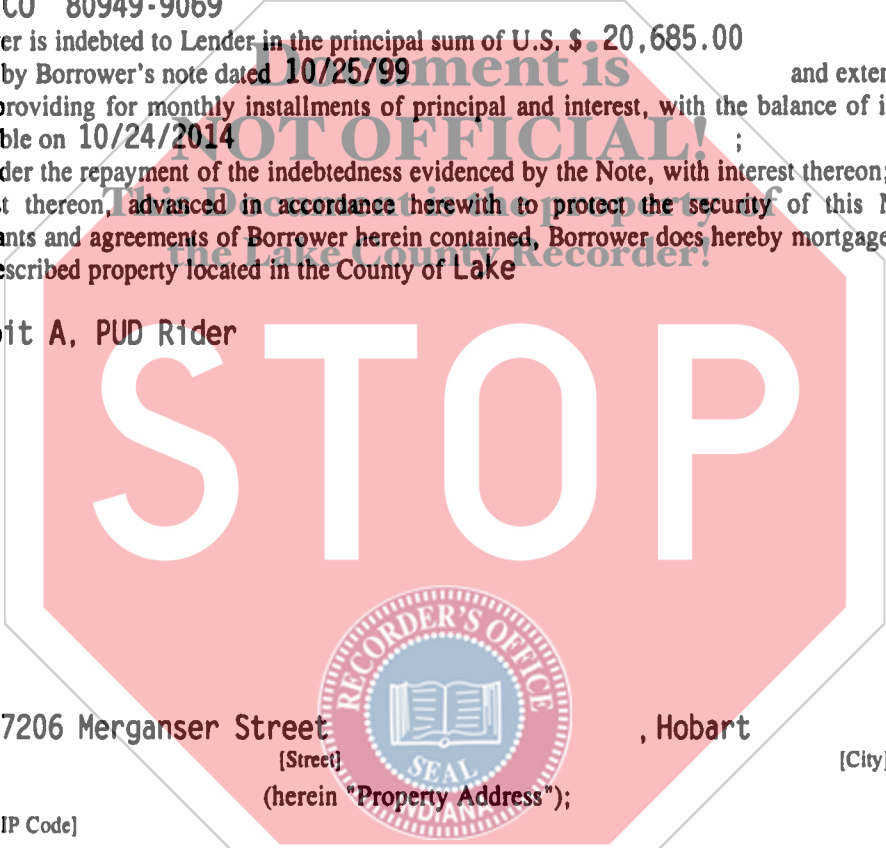 CO 80949-9069
er is indebted to Lender in the principal sum of U.S. $ 20,685.00
by Borrower's note dated 10/25/99 and exten
providing for monthly installments of principal and interest, with the balance of i
ble on 10/24/2014 ;
der the repayment of the indebtedness evidenced by the Note, with interest thereon;
st thereon, advanced in accordance herewith to protect the security of this M
ants and agreements of Borrower herein contained, Borrower does hereby mortgage
escribed property located in the County of Lake
Document is
NOT OFFICIAL!
This Document is the property of
the Lake County Recorder!
bit A, PUD Rider
STOP
RECORDER'S OFFICE
SEAL
INDIANA
7206 Merganser Street , Hobart
[Street] [City]
(herein "Property Address");
IP Code]